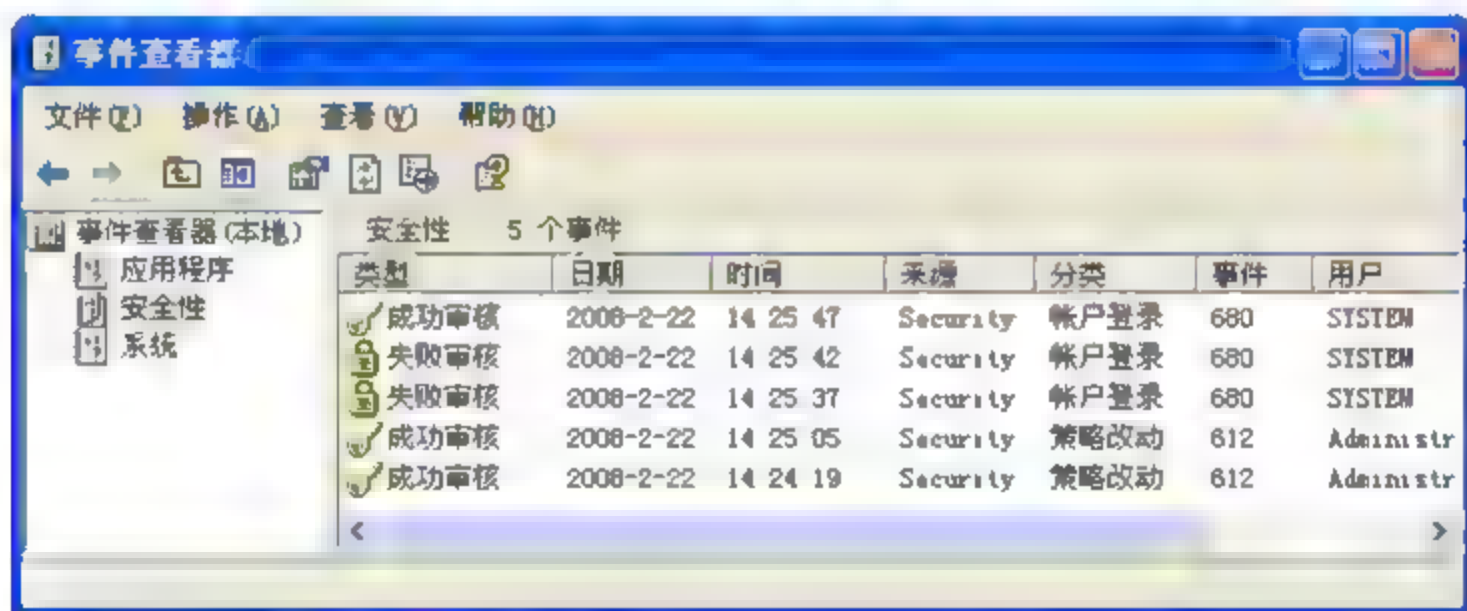 事件查看器
文件(F) 操作(A) 查看(V) 帮助(H)
事件查看器(本地)
应用程序
安全性
系统
安全性 5 个事件
类型 日期 时间 来源 分类 事件 用户
成功审核 2008-2-22 14 25 47 Security 帐户登录 680 SYSTEM
失败审核 2008-2-22 14 25 42 Security 帐户登录 680 SYSTEM
失败审核 2008-2-22 14 25 37 Security 帐户登录 680 SYSTEM
成功审核 2008-2-22 14 25 05 Security 策略改动 612 Administr
成功审核 2008-2-22 14 24 19 Security 策略改动 612 Administr